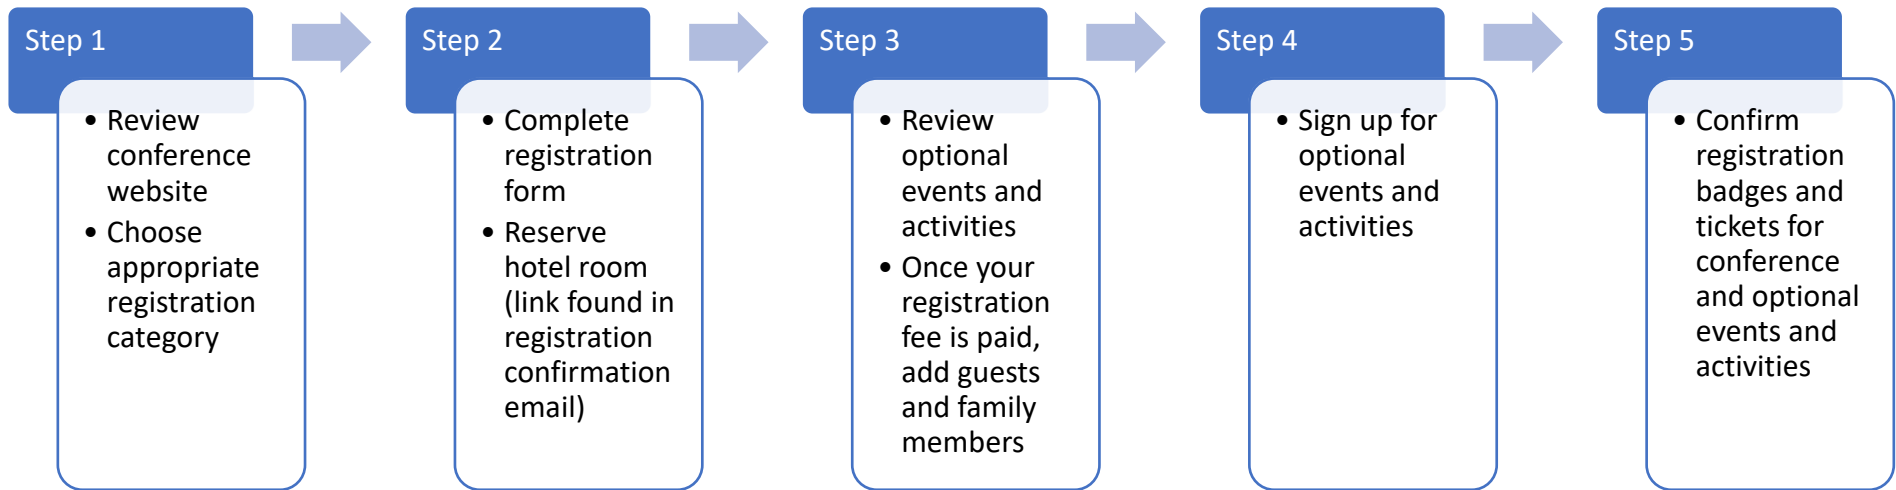 Step 1
• Review
conference
website
• Choose
appropriate
registration
category
Step 2
• Complete
registration
form
• Reserve
hotel room
(link found in
registration
confirmation
email)
Step 3
• Review
optional
events and
activities
• Once your
registration
fee is paid,
add guests
and family
members
Step 4
• Sign up for
optional
events and
activities
Step 5
• Confirm
registration
badges and
tickets for
conference
and optional
events and
activities